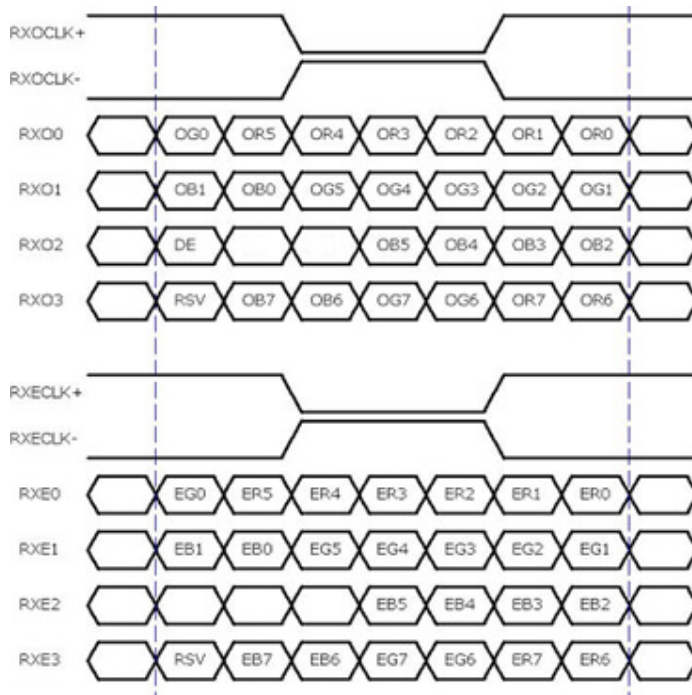 RXOCLK+
RXOCLK-
RXO0 OG0 OR5 OR4 OR3 OR2 OR1 OR0
RXO1 OB1 OB0 OG5 OG4 OG3 OG2 OG1
RXO2 DE OB5 OB4 OB3 OB2
RXO3 RSV OB7 OB6 OG7 OG6 OR7 OR6
RXECLK+
RXECLK-
RXE0 EG0 ER5 ER4 ER3 ER2 ER1 ER0
RXE1 EB1 EB0 EG5 EG4 EG3 EG2 EG1
RXE2 EB5 EB4 EB3 EB2
RXE3 RSV EB7 EB6 EG7 EG6 ER7 ER6